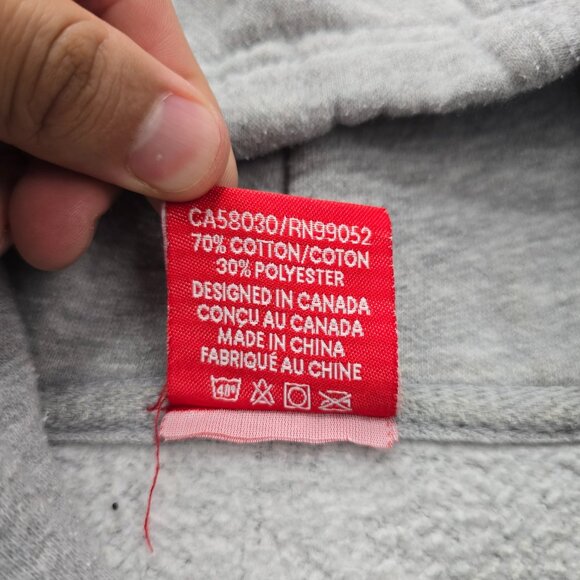 CA58030/RN99052
70% COTTON/COTON
30% POLYESTER
DESIGNED IN CANADA
CONÇU AU CANADA
MADE IN CHINA
FABRIQUÉ AU CHINE
40°